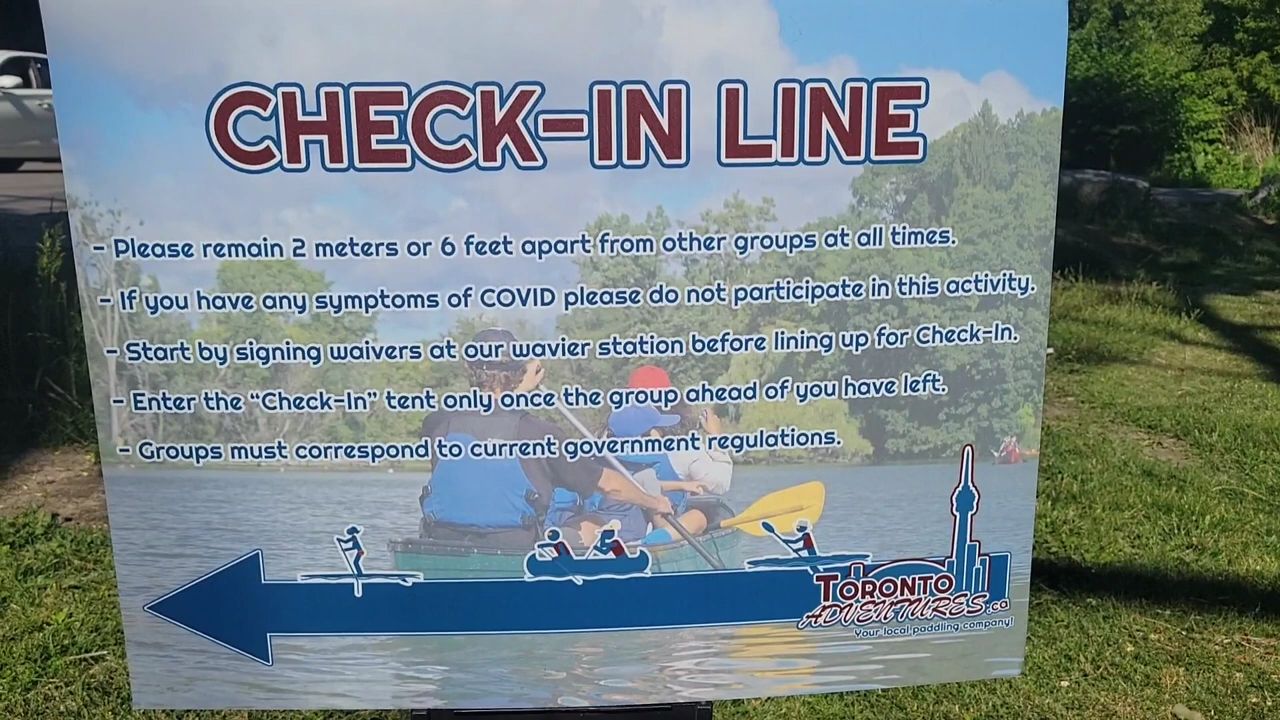 CHECK-IN LINE
- Please remain 2 meters or 6 feet apart from other groups at all times.
- If you have any symptoms of COVID please do not participate in this activity.
- Start by signing waivers at our wavier station before lining up for Check-In.
- Enter the "Check-In" tent only once the group ahead of you have left.
- Groups must correspond to current government regulations.
TORONTO
ADVENTURES.ca
Your local paddling company!